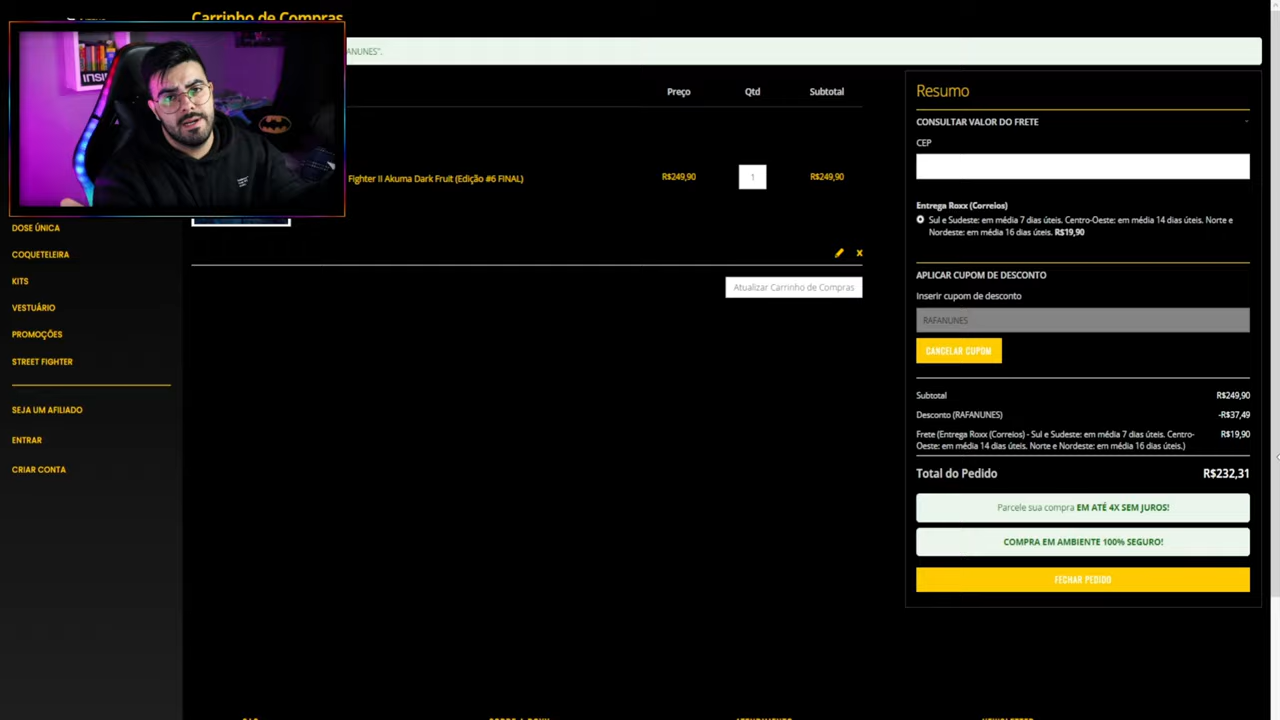 Carrinho de Compras
ANUNES".
INSI
Preço
Qtd
Subtotal
Fighter II Akuma Dark Fruit (Edição #6 FINAL)
R$249,90
1
R$249,90
Atualizar Carrinho de Compras
DOSE ÚNICA
COQUETELEIRA
KITS
VESTUÁRIO
PROMOÇÕES
STREET FIGHTER
SEJA UM AFILIADO
ENTRAR
CRIAR CONTA
Resumo
CONSULTAR VALOR DO FRETE
CEP
Entrega Roxx (Correios)
Sul e Sudeste: em média 7 dias úteis. Centro-Oeste: em média 14 dias úteis. Norte e
Nordeste: em média 16 dias úteis. R$19,90
APLICAR CUPOM DE DESCONTO
Inserir cupom de desconto
RAFANUNES
CANCELAR CUPOM
Subtotal
R$249,90
Desconto (RAFANUNES)
-R$37,49
Frete (Entrega Roxx (Correios) - Sul e Sudeste: em média 7 dias úteis. Centro-
Oeste: em média 14 dias úteis. Norte e Nordeste: em média 16 dias úteis.)
R$19,90
Total do Pedido
R$232,31
Parcele sua compra EM ATÉ 4X SEM JUROS!
COMPRA EM AMBIENTE 100% SEGURO!
FECHAR PEDIDO